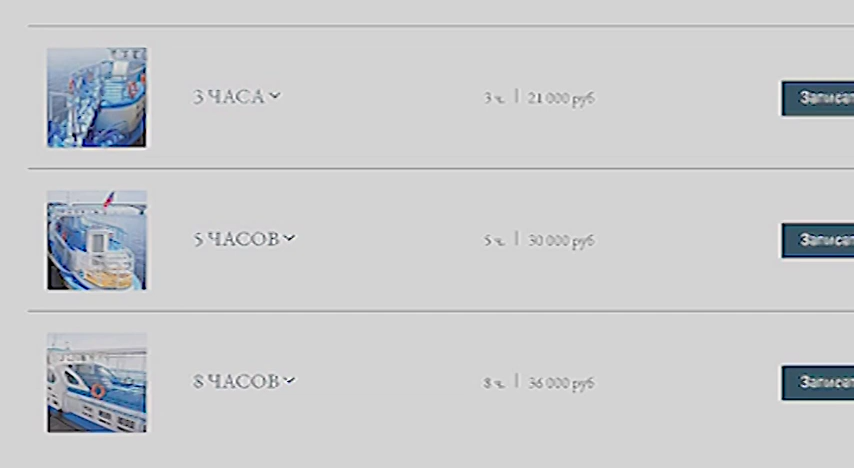 3 ЧАСА 3 ч. | 21 000 руб
5 ЧАСОВ 5 ч. | 30 000 руб
8 ЧАСОВ 8 ч. | 36 000 руб